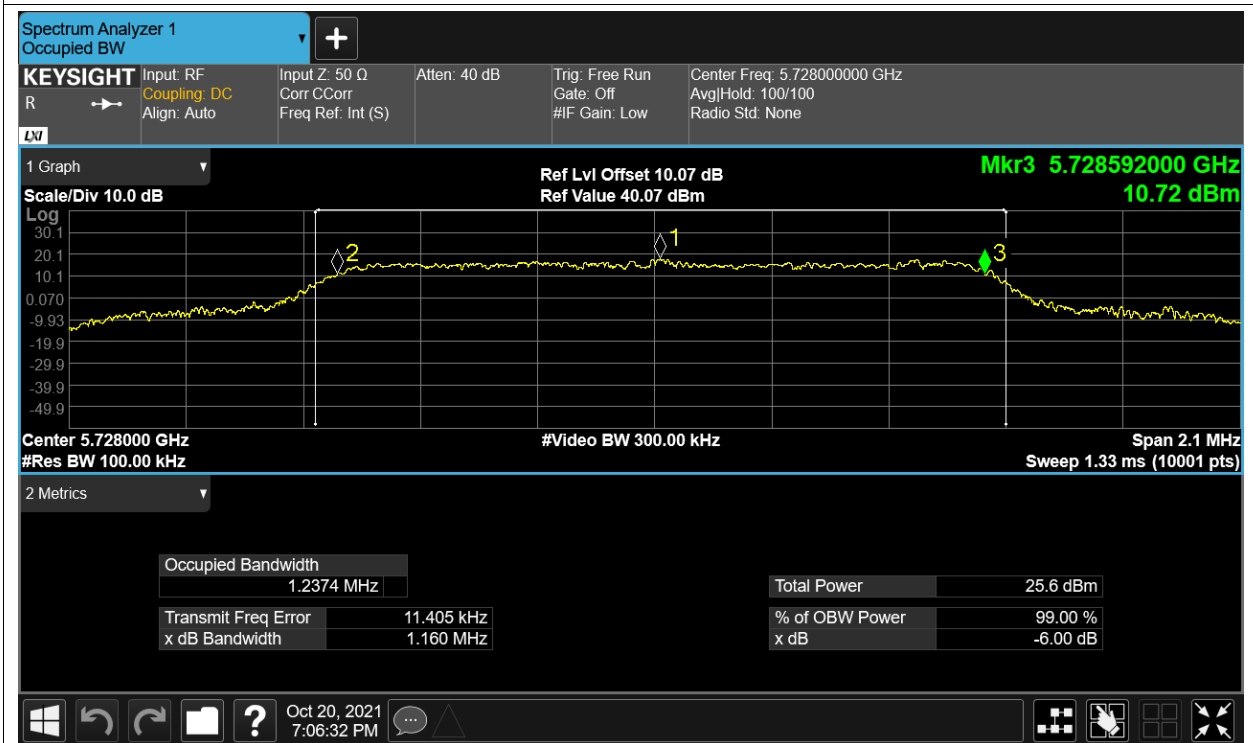 Spectrum Analyzer 1
Occupied BW
+
KEYSIGHT
R
LXI
Input: RF
Coupling: DC
Align: Auto
Input Z: 50 Ω
Corr CCorr
Freq Ref: Int (S)
Atten: 40 dB
Trig: Free Run
Gate: Off
#IF Gain: Low
Center Freq: 5.728000000 GHz
Avg|Hold: 100/100
Radio Std: None
1 Graph
Scale/Div 10.0 dB
Ref Lvl Offset 10.07 dB
Ref Value 40.07 dBm
Mkr3 5.728592000 GHz
10.72 dBm
Log
30.1
20.1
10.1
0.070
-9.93
-19.9
-29.9
-39.9
-49.9
2
1
3
Center 5.728000 GHz
#Video BW 300.00 kHz
Span 2.1 MHz
#Res BW 100.00 kHz
Sweep 1.33 ms (10001 pts)
2 Metrics
Occupied Bandwidth
1.2374 MHz
Transmit Freq Error 11.405 kHz
x dB Bandwidth 1.160 MHz
Total Power 25.6 dBm
% of OBW Power 99.00 %
x dB -6.00 dB
?
Oct 20, 2021
7:06:32 PM